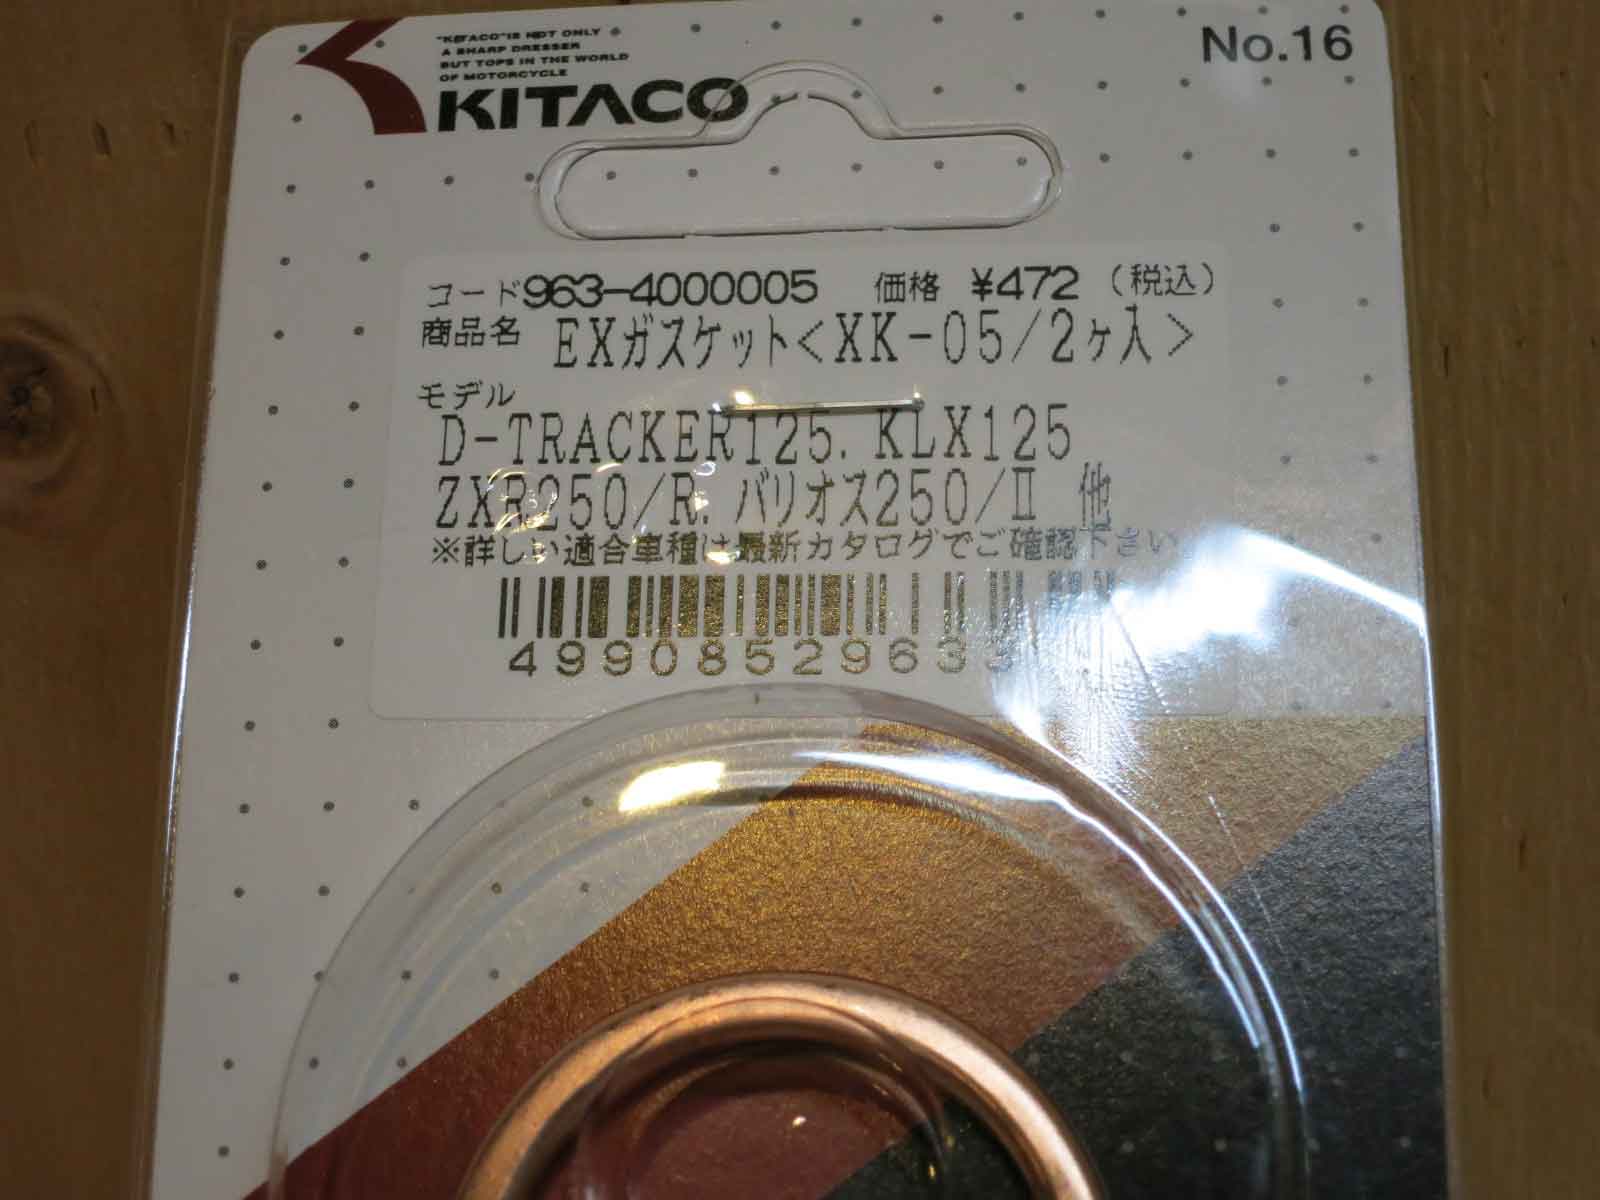 "KITACO" IS NOT ONLY
A SHARP DRESSER
BUT TOPS IN THE WORLD
OF MOTORCYCLE
KITACO
No.16
コード963-4000005 価格 ¥472 (税込)
商品名 EXガスケット<XK-05/2ヶ入>
モデル
D-TRACKER125. KLX125
ZXR250/R. バリオス250/Ⅱ 他
※詳しい適合車種は最新カタログでご確認下さい
49908529633